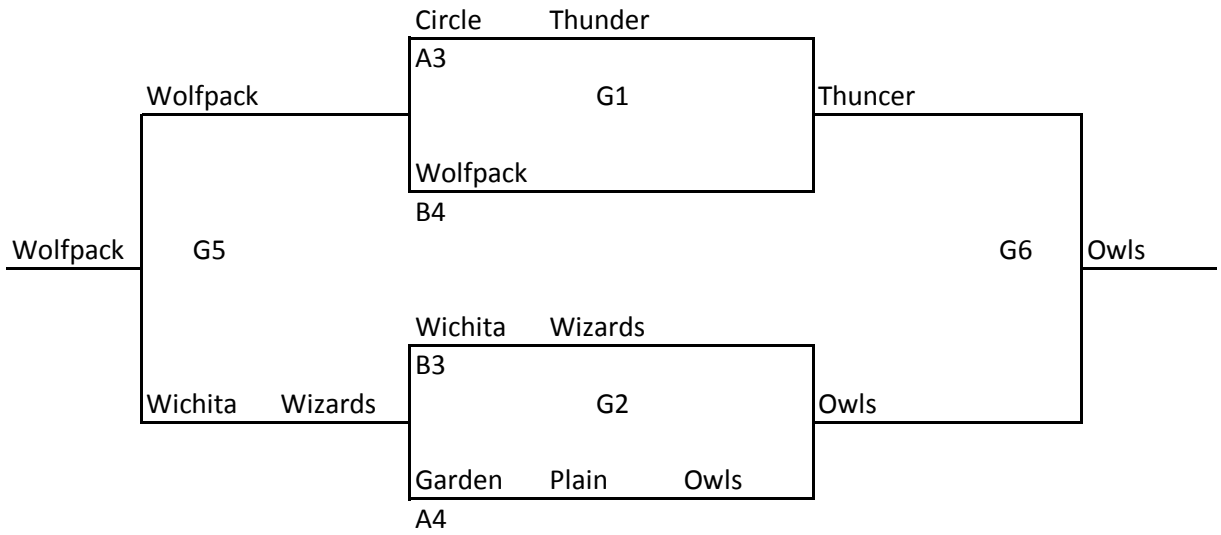 Circle Thunder
A3
Wolfpack G1 Thuncer
Wolfpack
B4
Wolfpack G5 G6 Owls
Wichita Wizards
B3
Wichita Wizards G2 Owls
Garden Plain Owls
A4